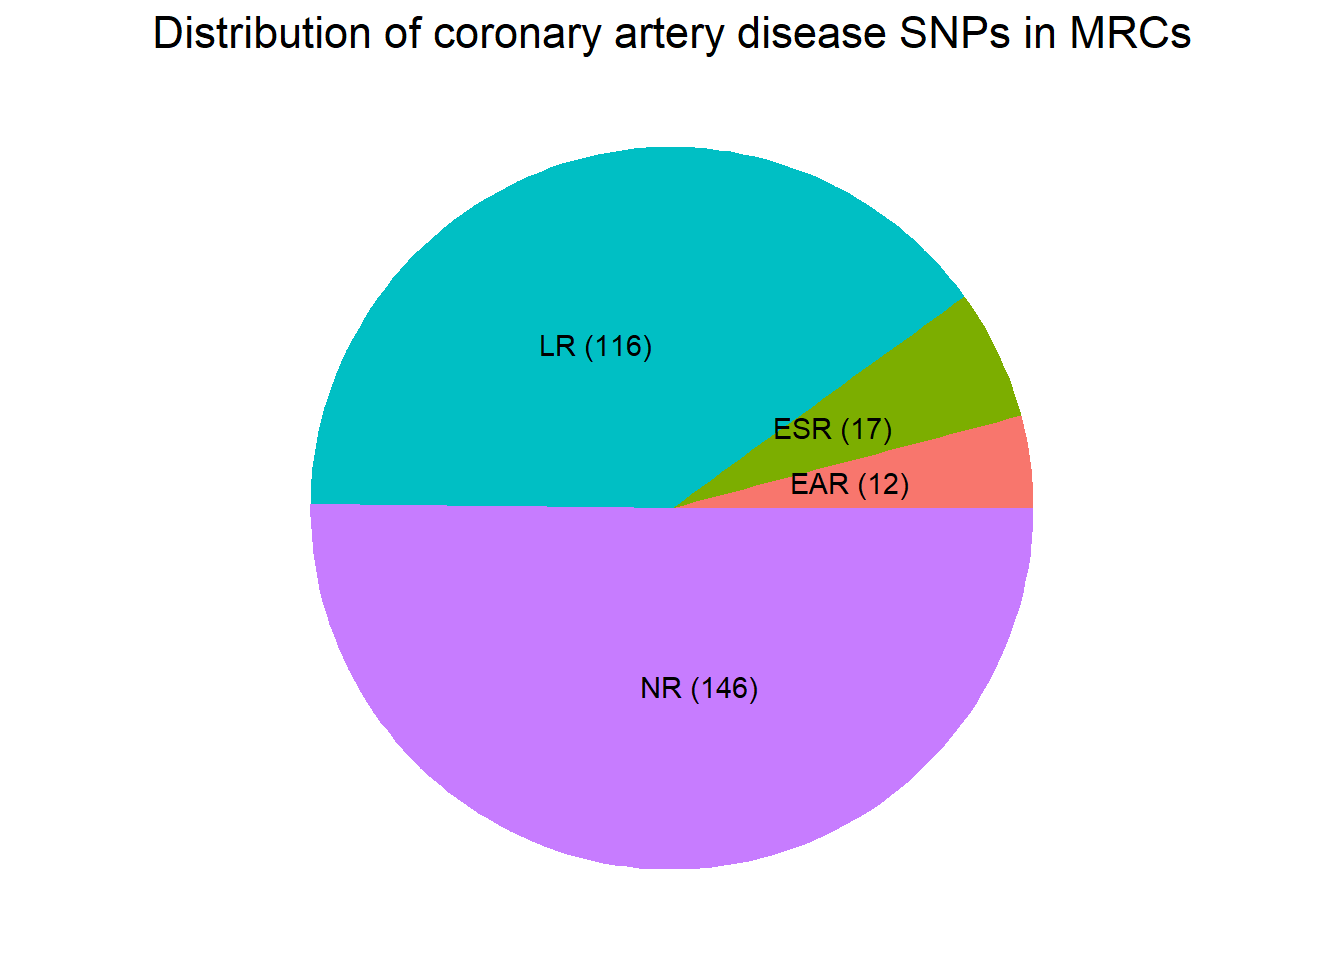 Distribution of coronary artery disease SNPs in MRCs
LR (116)
ESR (17)
EAR (12)
NR (146)